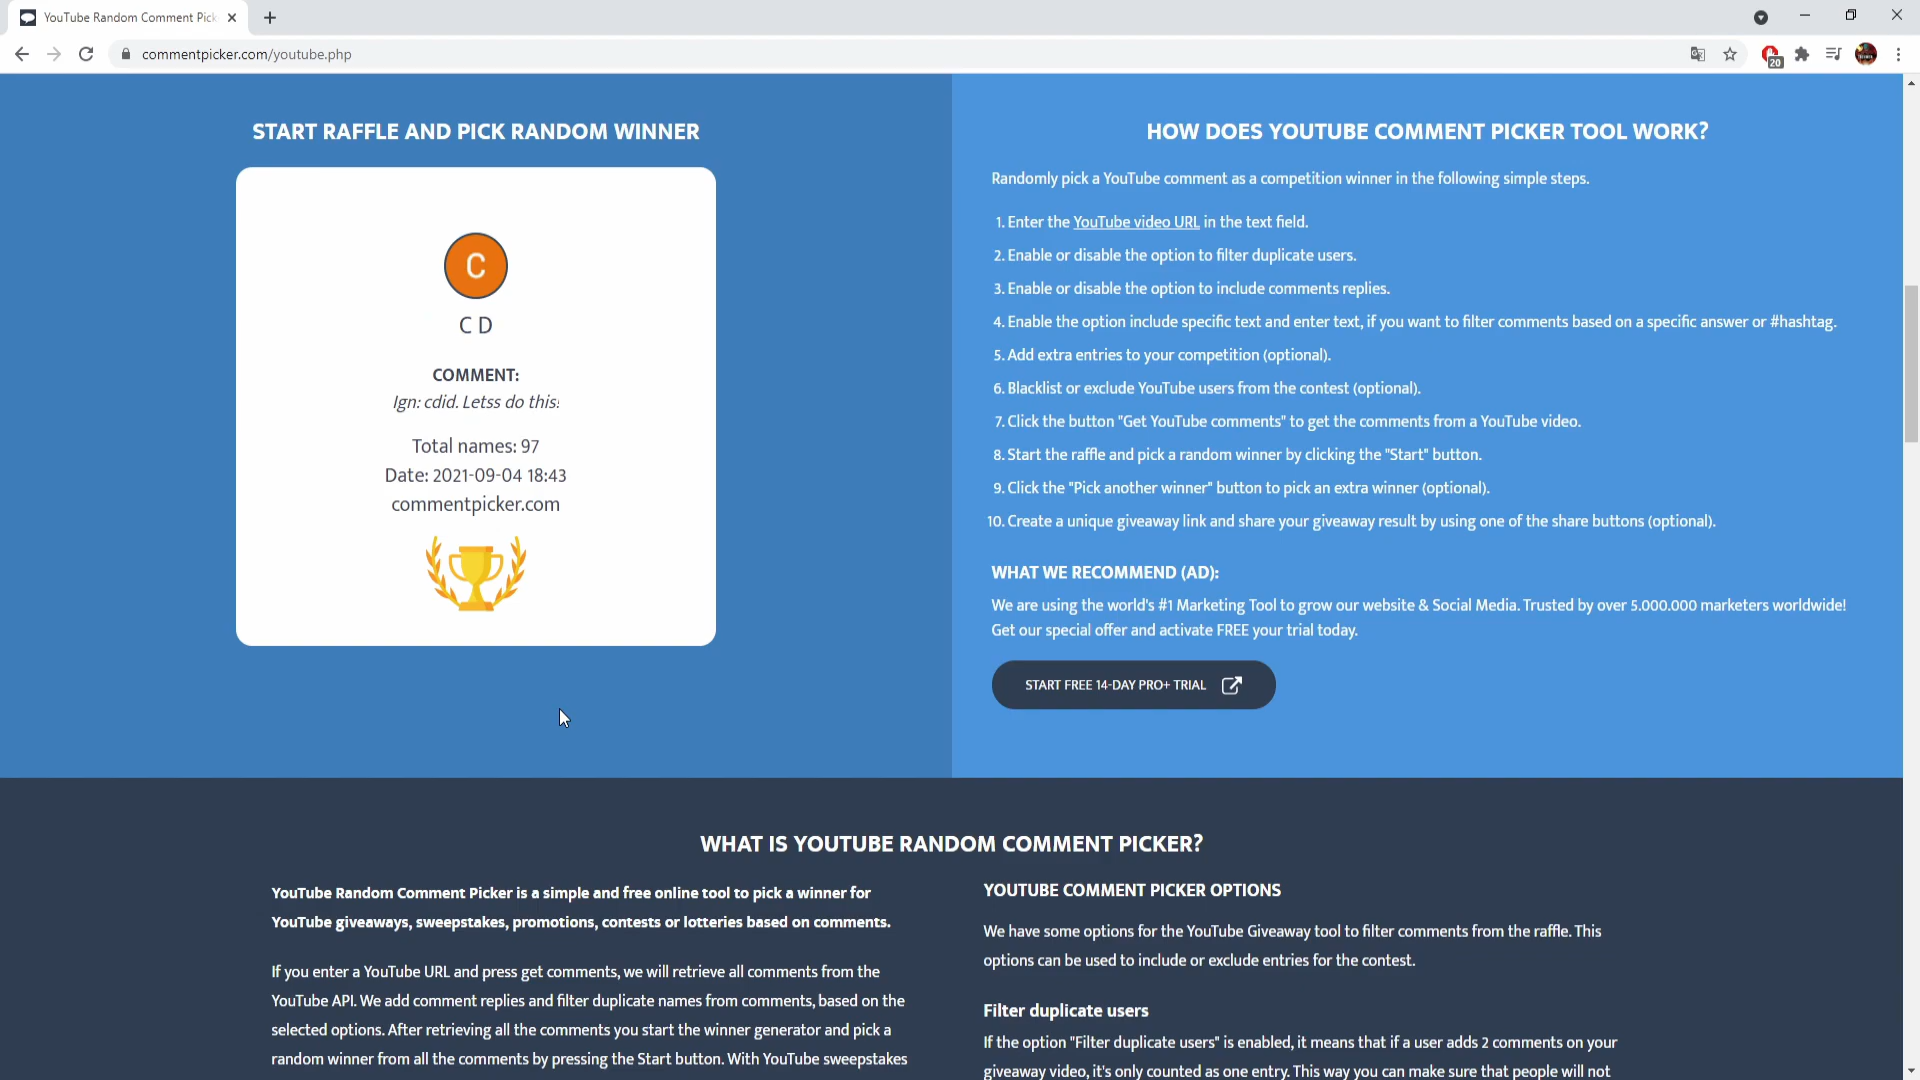 YouTube Random Comment Pick
commentpicker.com/youtube.php
20
START RAFFLE AND PICK RANDOM WINNER
C
C D
COMMENT:
Ign: cdid. Letss do this!
Total names: 97
Date: 2021-09-04 18:43
commentpicker.com
HOW DOES YOUTUBE COMMENT PICKER TOOL WORK?
Randomly pick a YouTube comment as a competition winner in the following simple steps.
1. Enter the YouTube video URL in the text field.
2. Enable or disable the option to filter duplicate users.
3. Enable or disable the option to include comments replies.
4. Enable the option include specific text and enter text, if you want to filter comments based on a specific answer or #hashtag.
5. Add extra entries to your competition (optional).
6. Blacklist or exclude YouTube users from the contest (optional).
7. Click the button "Get YouTube comments" to get the comments from a YouTube video.
8. Start the raffle and pick a random winner by clicking the "Start" button.
9. Click the "Pick another winner" button to pick an extra winner (optional).
10. Create a unique giveaway link and share your giveaway result by using one of the share buttons (optional).
WHAT WE RECOMMEND (AD):
We are using the world's #1 Marketing Tool to grow our website & Social Media. Trusted by over 5.000.000 marketers worldwide!
Get our special offer and activate FREE your trial today.
START FREE 14-DAY PRO+ TRIAL
WHAT IS YOUTUBE RANDOM COMMENT PICKER?
YouTube Random Comment Picker is a simple and free online tool to pick a winner for
YouTube giveaways, sweepstakes, promotions, contests or lotteries based on comments.
If you enter a YouTube URL and press get comments, we will retrieve all comments from the
YouTube API. We add comment replies and filter duplicate names from comments, based on the
selected options. After retrieving all the comments you start the winner generator and pick a
random winner from all the comments by pressing the Start button. With YouTube sweepstakes
YOUTUBE COMMENT PICKER OPTIONS
We have some options for the YouTube Giveaway tool to filter comments from the raffle. This
options can be used to include or exclude entries for the contest.
Filter duplicate users
If the option "Filter duplicate users" is enabled, it means that if a user adds 2 comments on your
giveaway video, it's only counted as one entry. This way you can make sure that people will not